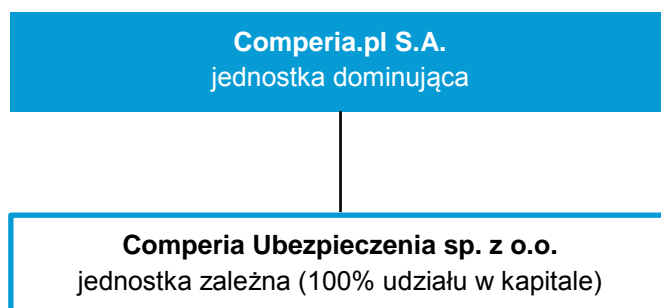 Comperia.pl S.A.
jednostka dominująca
Comperia Ubezpieczenia sp. z o.o.
jednostka zależna (100% udziału w kapitale)